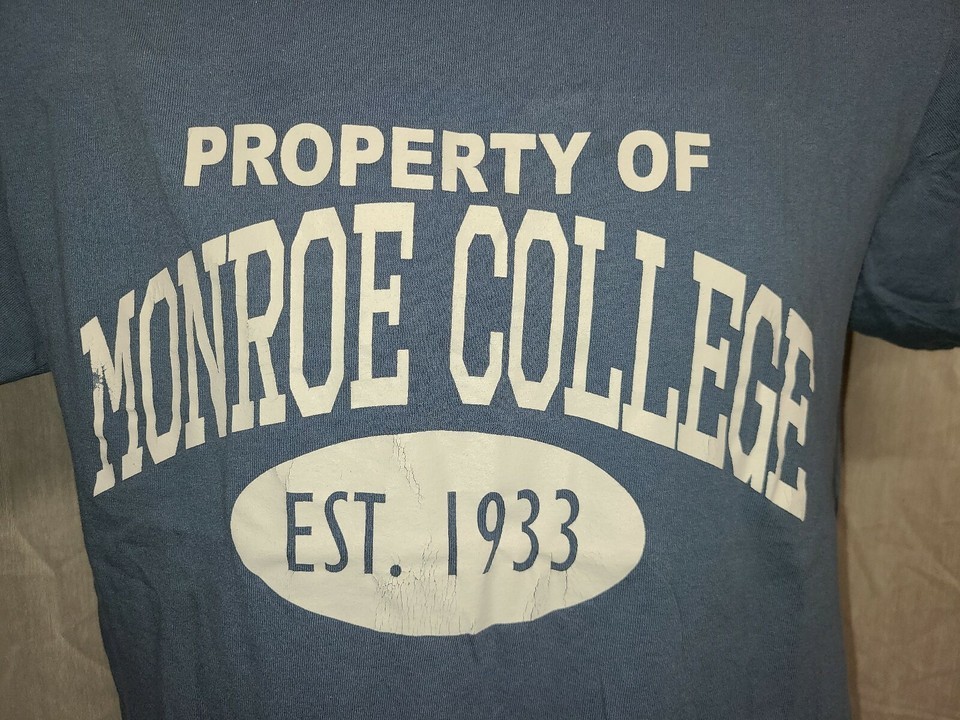 PROPERTY OF
MONROE COLLEGE
EST. 1933